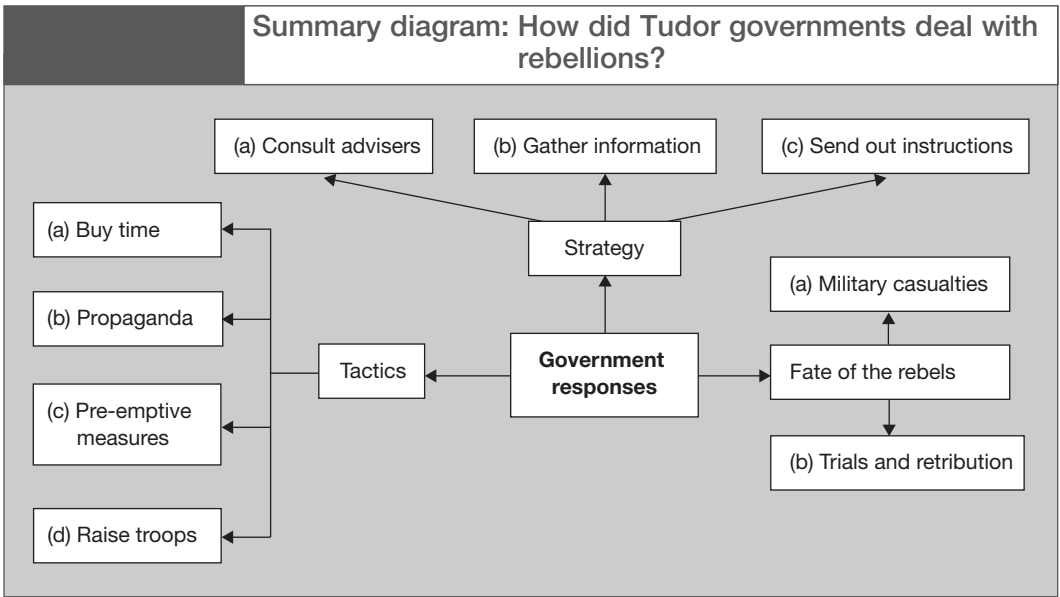 Summary diagram: How did Tudor governments deal with
rebellions?
(a) Consult advisers
(b) Gather information
(c) Send out instructions
Strategy
(a) Buy time
(b) Propaganda
(c) Pre-emptive
measures
(d) Raise troops
Tactics
Government
responses
(a) Military casualties
Fate of the rebels
(b) Trials and retribution